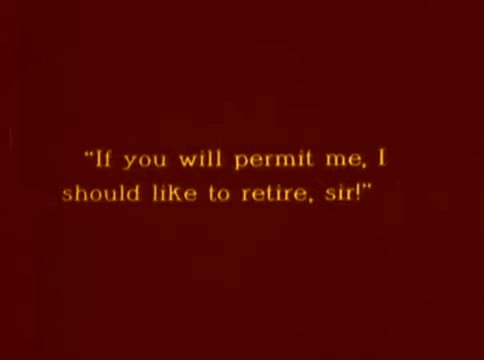 “If you will permit me, I
should like to retire, sir!”